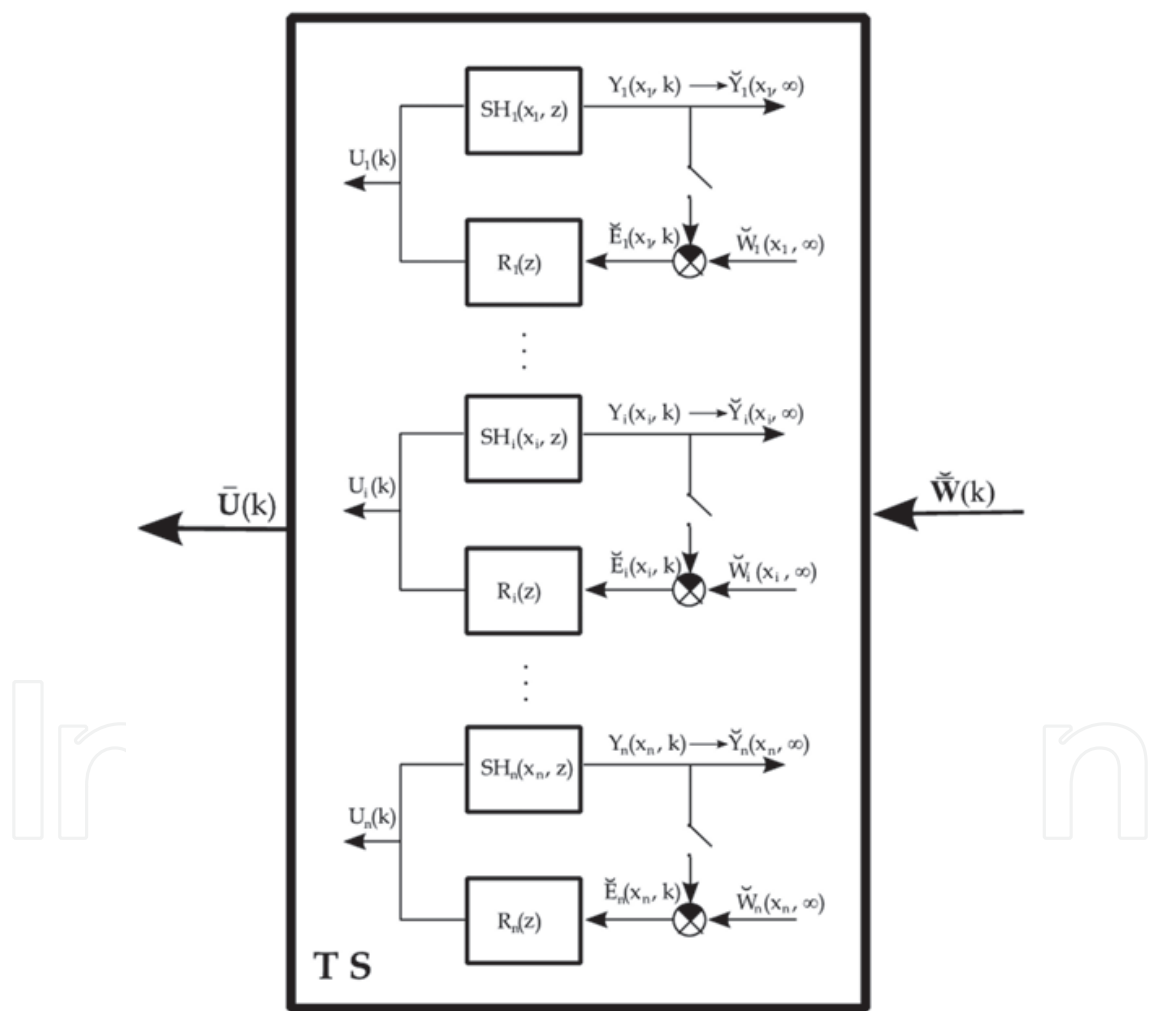 SH₁(x₁, z)
Y₁(x₁, k) → Y̆₁(x₁, ∞)
U₁(k)
R₁(z)
Ĕ₁(x₁, k)
W̆₁(x₁, ∞)
SHᵢ(xᵢ, z)
Yᵢ(xᵢ, k) → Y̆ᵢ(xᵢ, ∞)
Uᵢ(k)
Rᵢ(z)
Ĕᵢ(xᵢ, k)
W̆ᵢ(xᵢ, ∞)
Ū(k)
W̄̆(k)
SHₙ(xₙ, z)
Yₙ(xₙ, k) → Y̆ₙ(xₙ, ∞)
Uₙ(k)
Rₙ(z)
Ĕₙ(xₙ, k)
W̆ₙ(xₙ, ∞)
T S